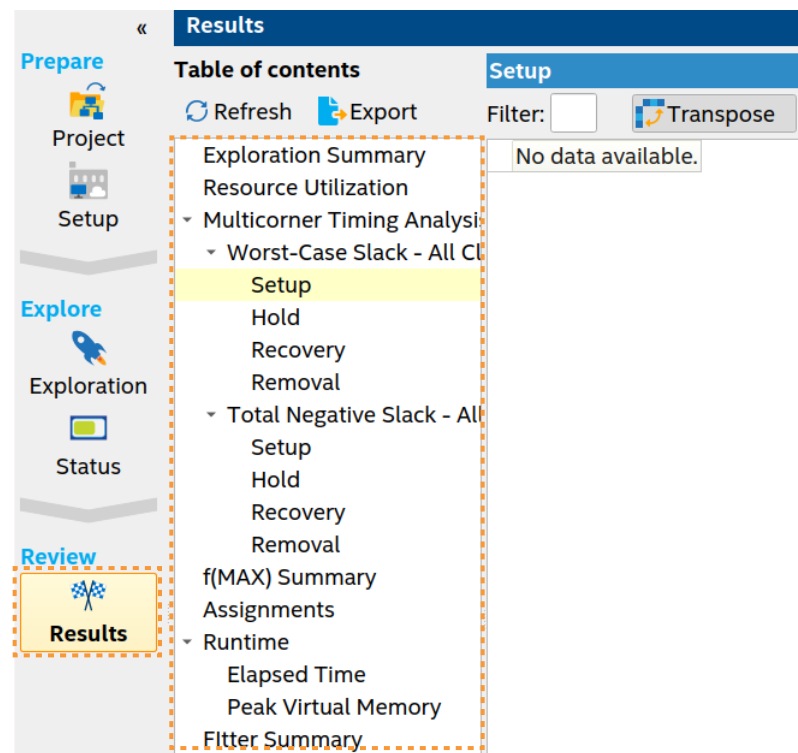 «
Prepare
Project
Setup
Explore
Exploration
Status
Review
Results
Results
Table of contents
Refresh
Export
Exploration Summary
Resource Utilization
Multicorner Timing Analysi
Worst-Case Slack - All Cl
Setup
Hold
Recovery
Removal
Total Negative Slack - All
Setup
Hold
Recovery
Removal
f(MAX) Summary
Assignments
Runtime
Elapsed Time
Peak Virtual Memory
FItter Summary
Setup
Filter:
Transpose
No data available.